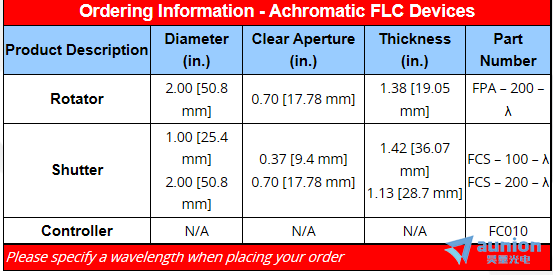 Ordering Information - Achromatic FLC Devices
Product Description Diameter (in.) Clear Aperture (in.) Thickness (in.) Part Number
Rotator 2.00 [50.8 mm] 0.70 [17.78 mm] 1.38 [19.05 mm] FPA – 200 – λ
Shutter 1.00 [25.4 mm] 0.37 [9.4 mm] 1.42 [36.07 mm] FCS – 100 – λ
2.00 [50.8 mm] 0.70 [17.78 mm] 1.13 [28.7 mm] FCS – 200 – λ
Controller N/A N/A N/A FC010
aunion
昊量光电
Please specify a wavelength when placing your order